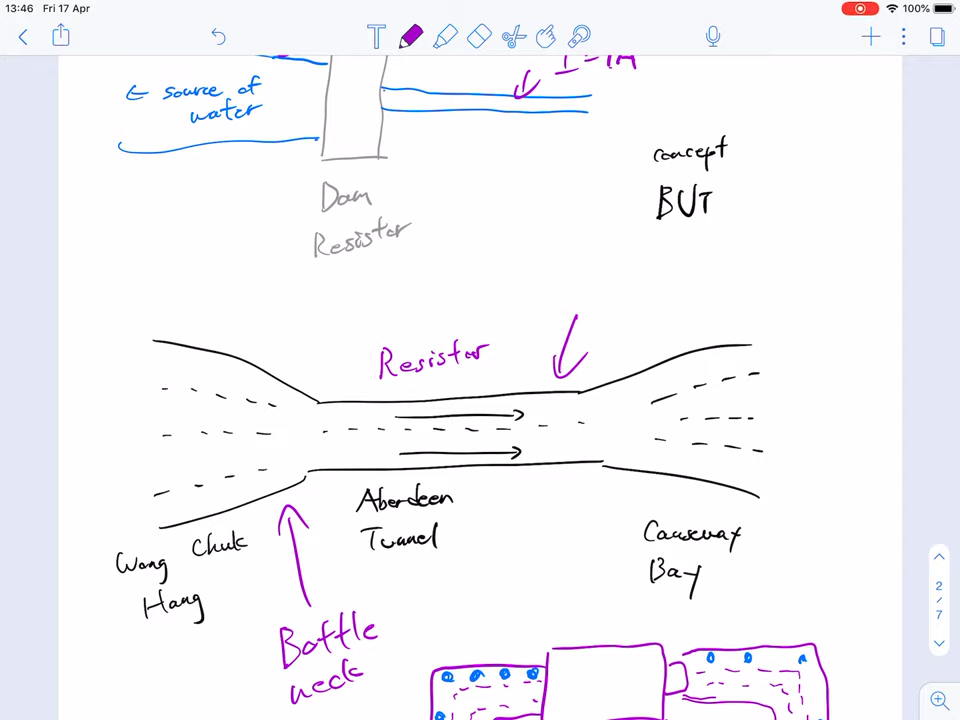 13:46 Fri 17 Apr
100%
I = 1A
← source of
water
concept
BUT
Dam
Resistor
Resistor
Aberdeen
Tunnel
Wong Chuk
Hang
Causeway
Bay
Bottle
neck
2
/
7